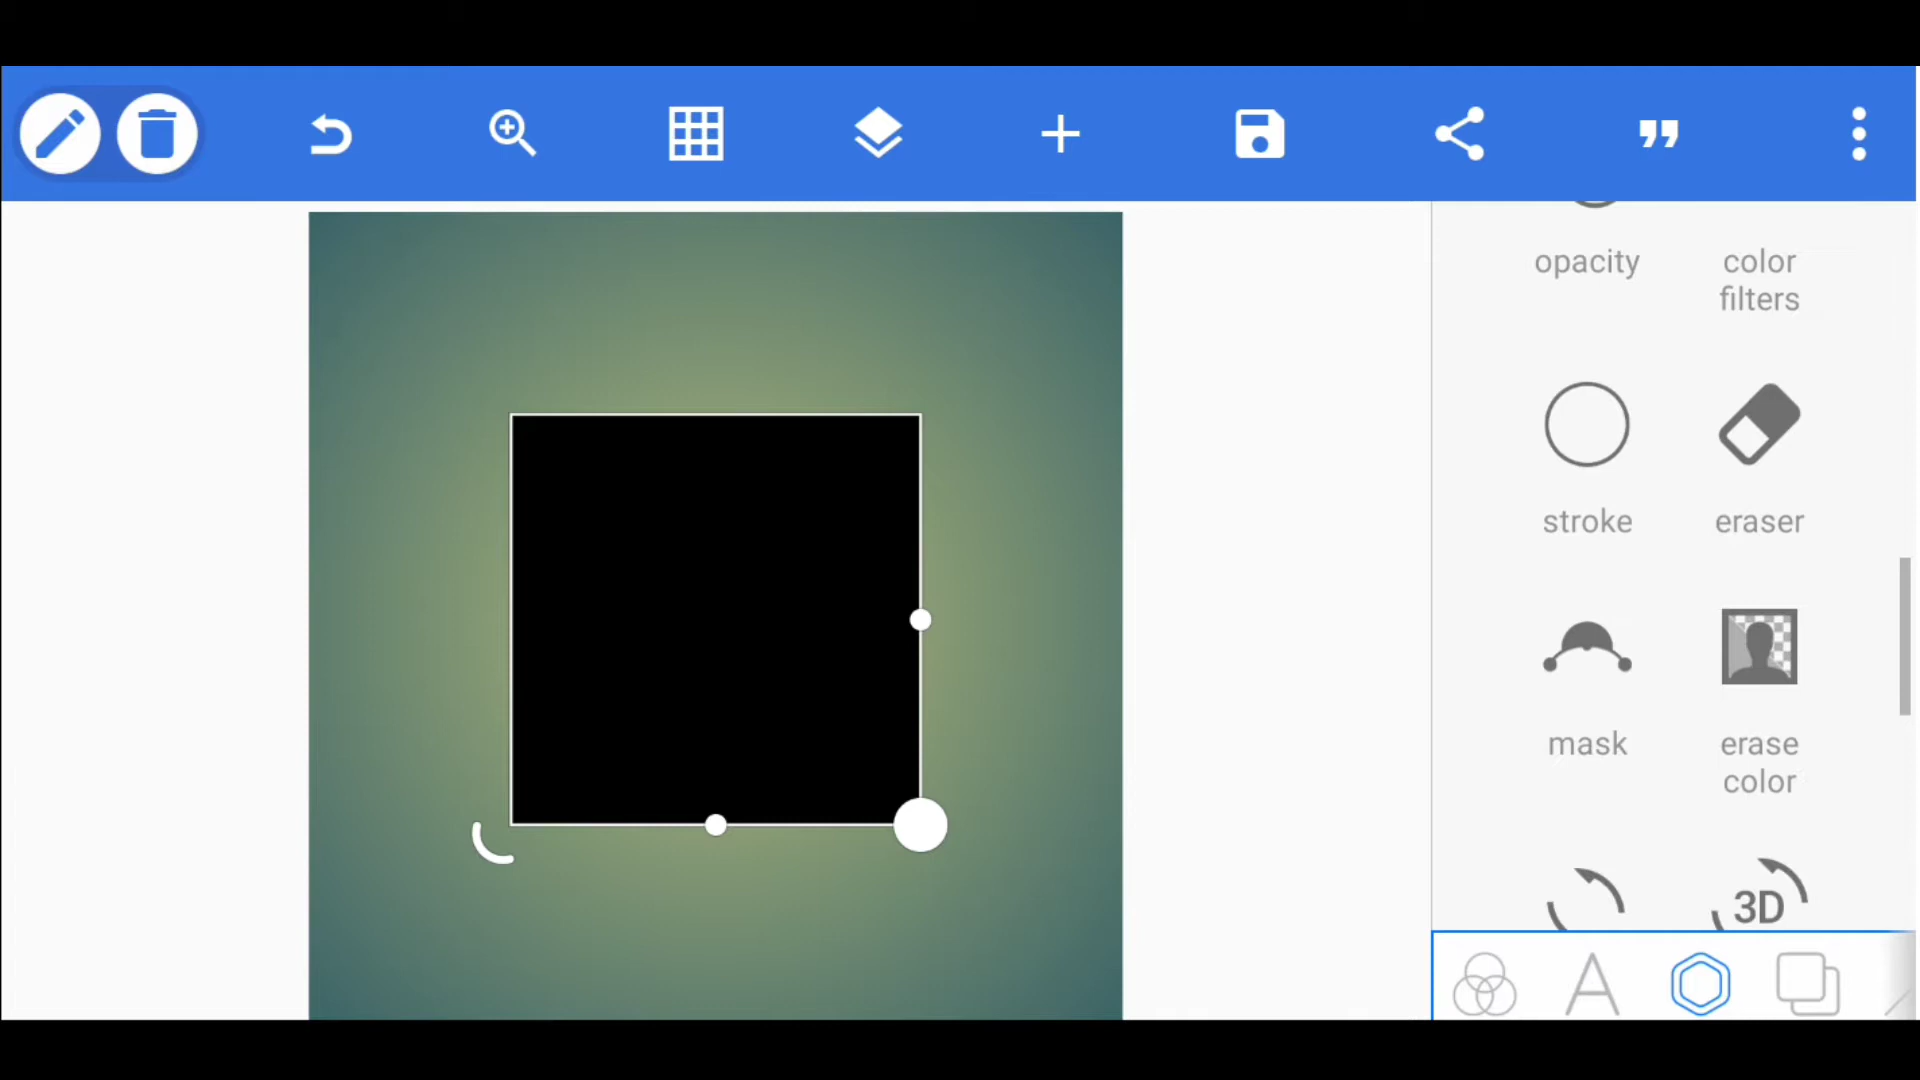 opacity
color
filters
stroke
eraser
mask
erase
color
3D